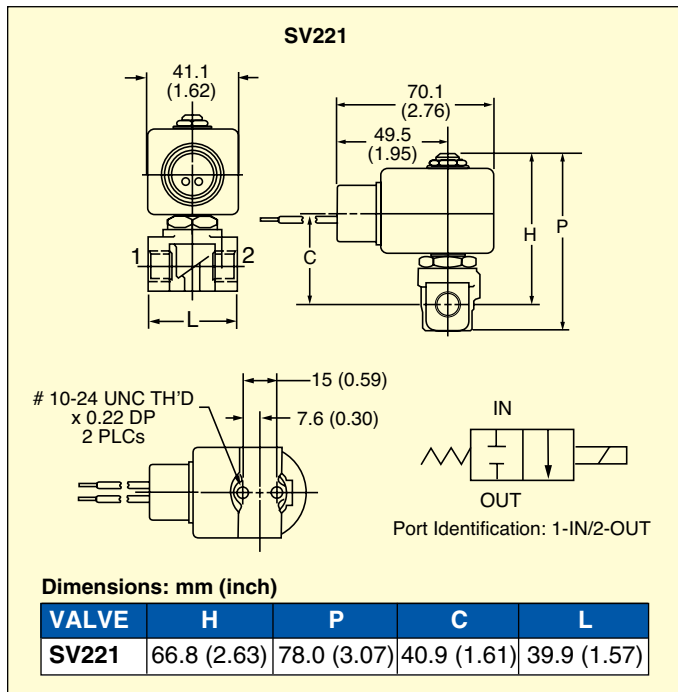 SV221
41.1
(1.62)
70.1
(2.76)
49.5
(1.95)
1
2
L
C
H
P
# 10-24 UNC TH'D
x 0.22 DP
2 PLCs
15 (0.59)
7.6 (0.30)
IN
OUT
Port Identification: 1-IN/2-OUT
Dimensions: mm (inch)
VALVE H P C L
SV221 66.8 (2.63) 78.0 (3.07) 40.9 (1.61) 39.9 (1.57)